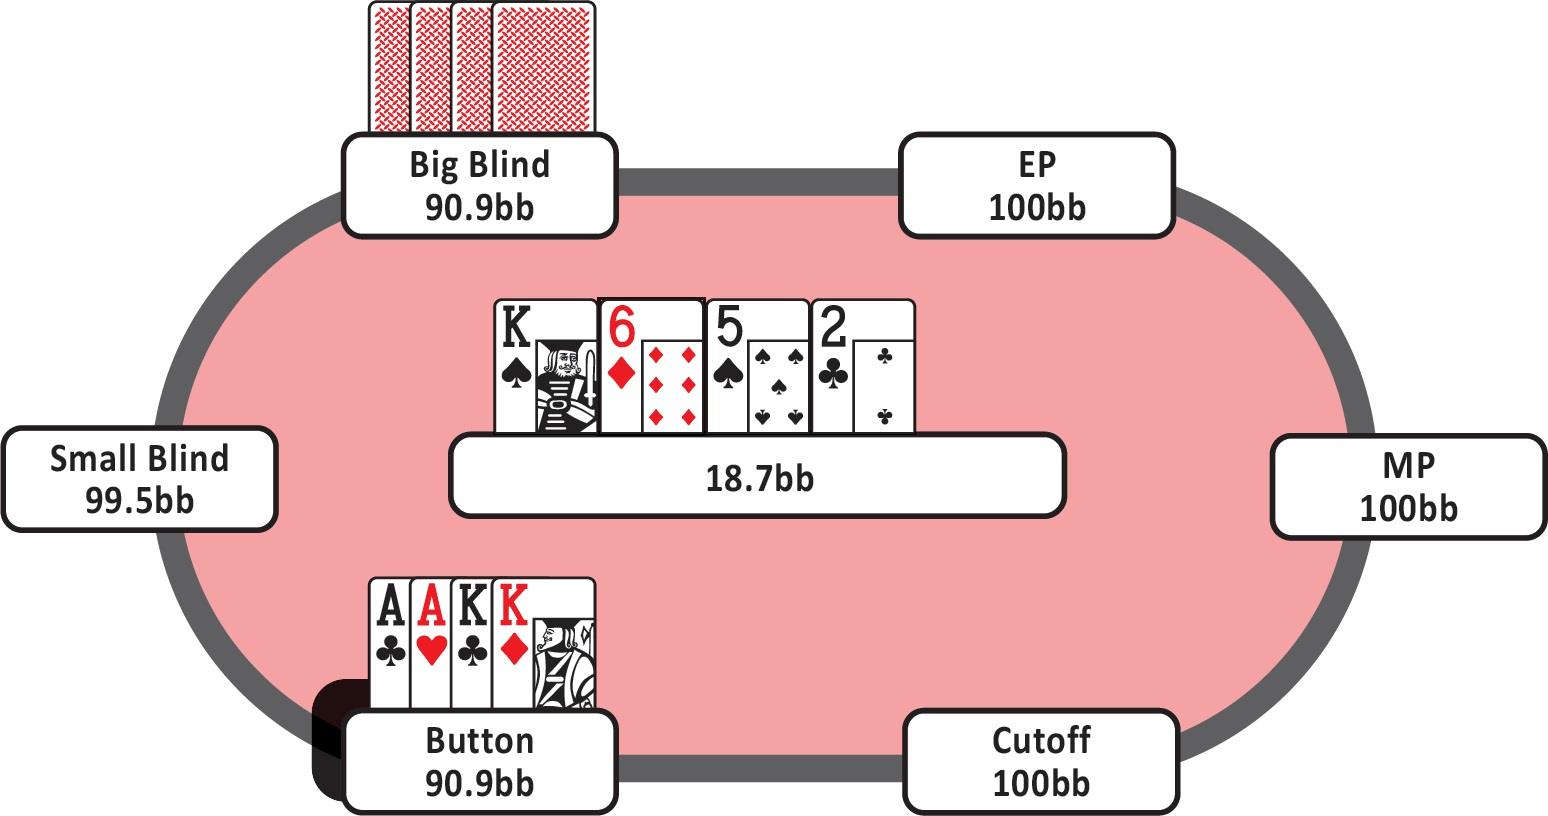 Big Blind
90.9bb
EP
100bb
K 6 5 2
Small Blind
99.5bb
18.7bb
MP
100bb
A A K K
Button
90.9bb
Cutoff
100bb